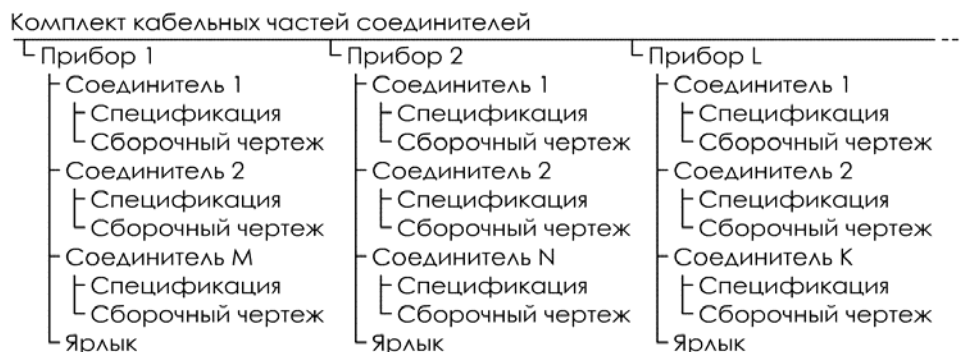 Комплект кабельных частей соединителей
Прибор 1 Прибор 2 Прибор L
Соединитель 1 Соединитель 1 Соединитель 1
Спецификация Спецификация Спецификация
Сборочный чертеж Сборочный чертеж Сборочный чертеж
Соединитель 2 Соединитель 2 Соединитель 2
Спецификация Спецификация Спецификация
Сборочный чертеж Сборочный чертеж Сборочный чертеж
Соединитель M Соединитель N Соединитель K
Спецификация Спецификация Спецификация
Сборочный чертеж Сборочный чертеж Сборочный чертеж
Ярлык Ярлык Ярлык